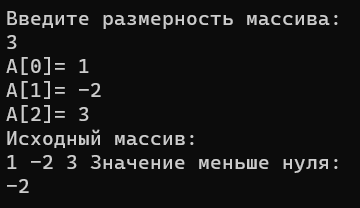 Введите размерность массива:
3
A[0]= 1
A[1]= -2
A[2]= 3
Исходный массив:
1 -2 3 Значение меньше нуля:
-2